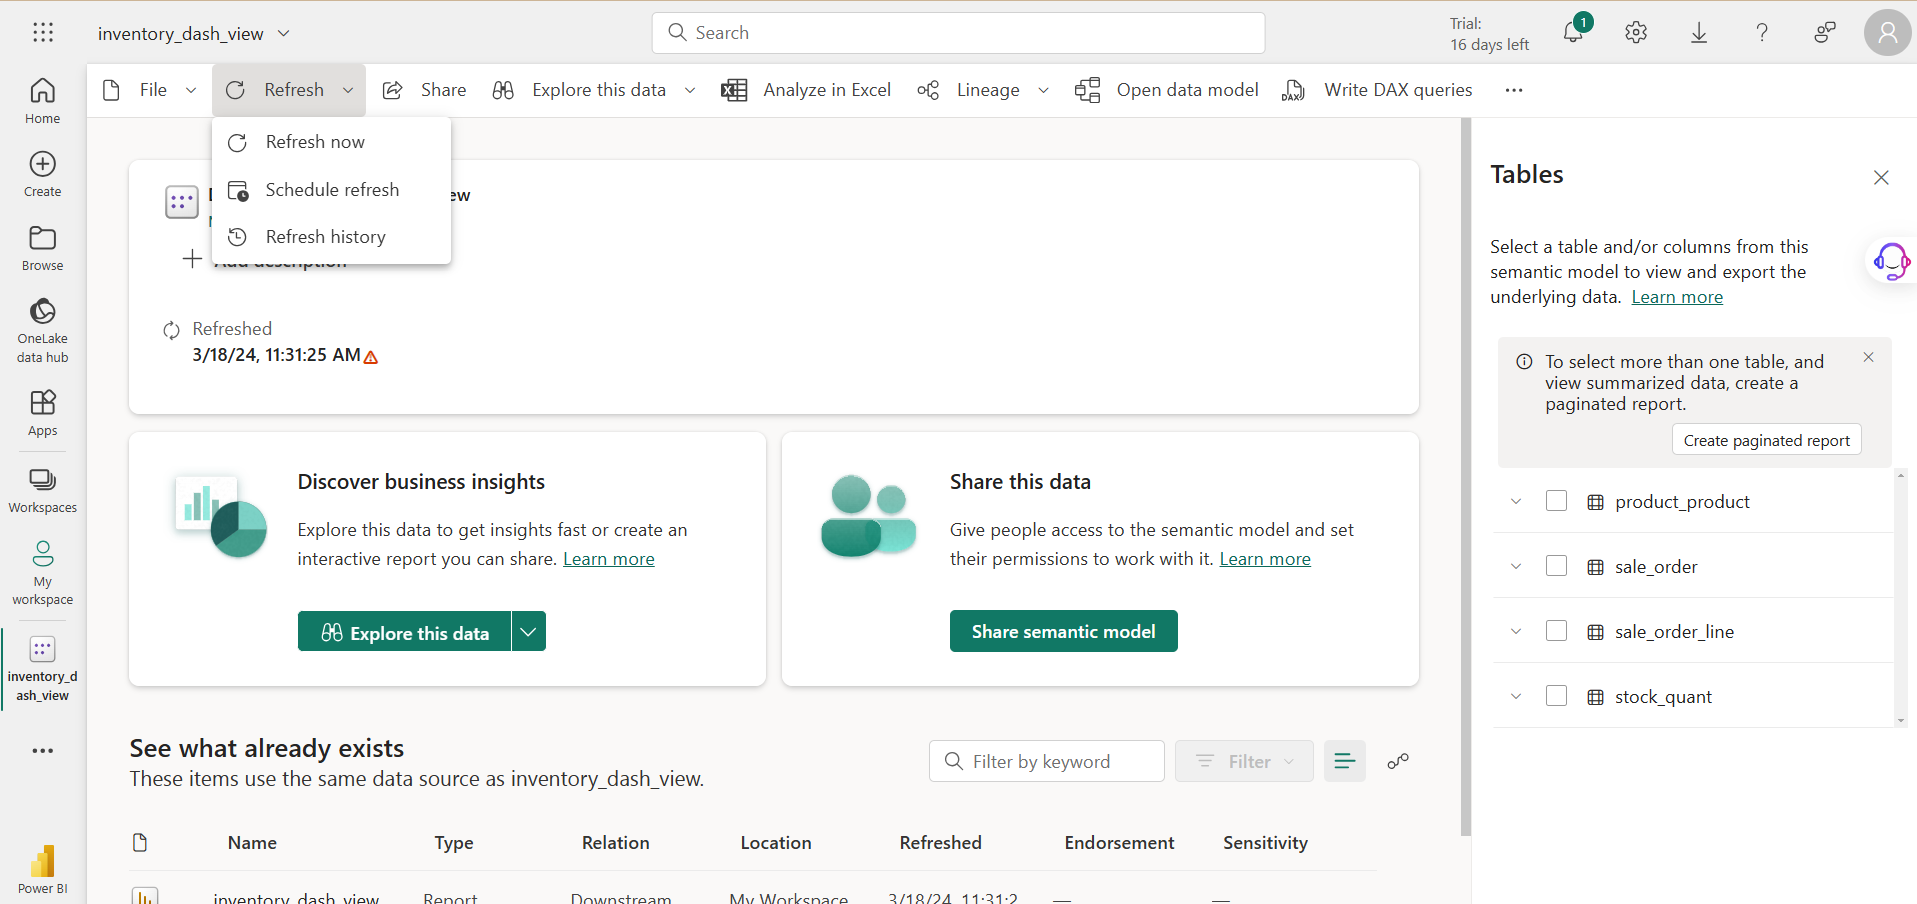 inventory_dash_view
Search
Trial:
16 days left
1
File
Refresh
Share
Explore this data
Analyze in Excel
Lineage
Open data model
DAX
Write DAX queries
Home
Create
Browse
OneLake
data hub
Apps
Workspaces
My
workspace
inventory_d
ash_view
Power BI
Refresh now
Schedule refresh
Refresh history
Add description
Refreshed
3/18/24, 11:31:25 AM
Discover business insights
Explore this data to get insights fast or create an
interactive report you can share. Learn more
Explore this data
Share this data
Give people access to the semantic model and set
their permissions to work with it. Learn more
Share semantic model
See what already exists
These items use the same data source as inventory_dash_view.
Filter by keyword
Filter
Name Type Relation Location Refreshed Endorsement Sensitivity
inventory_dash_view Report Downstream My Workspace 3/18/24, 11:31:2 — —
Tables
Select a table and/or columns from this
semantic model to view and export the
underlying data. Learn more
To select more than one table, and
view summarized data, create a
paginated report.
Create paginated report
product_product
sale_order
sale_order_line
stock_quant